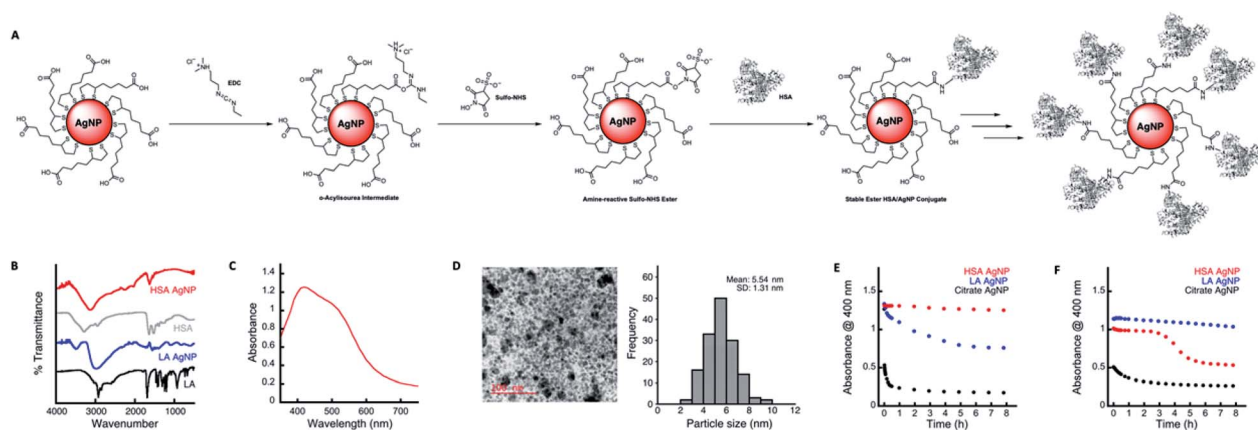 A
AgNP
EDC
AgNP
Sulfo-NHS
AgNP
HSA
AgNP
AgNP
o-Acylisourea Intermediate
Amine-reactive Sulfo-NHS Ester
Stable Ester HSA/AgNP Conjugate
B
HSA AgNP
HSA
LA AgNP
LA
% Transmittance
4000 3000 2000 1000
Wavenumber
C
1.4
1.2
1
0.8
0.6
0.4
0.2
Absorbance
400 500 600 700
Wavelength (nm)
D
100 nm
Mean: 5.54 nm
SD: 1.31 nm
60
50
40
30
20
10
0
Frequency
0 2 4 6 8 10 12
Particle size (nm)
E
HSA AgNP
LA AgNP
Citrate AgNP
1.5
1
0.5
0
Absorbance @ 400 nm
0 1 2 3 4 5 6 7 8
Time (h)
F
HSA AgNP
LA AgNP
Citrate AgNP
1.5
1
0.5
0
Absorbance @ 400 nm
0 1 2 3 4 5 6 7 8
Time (h)